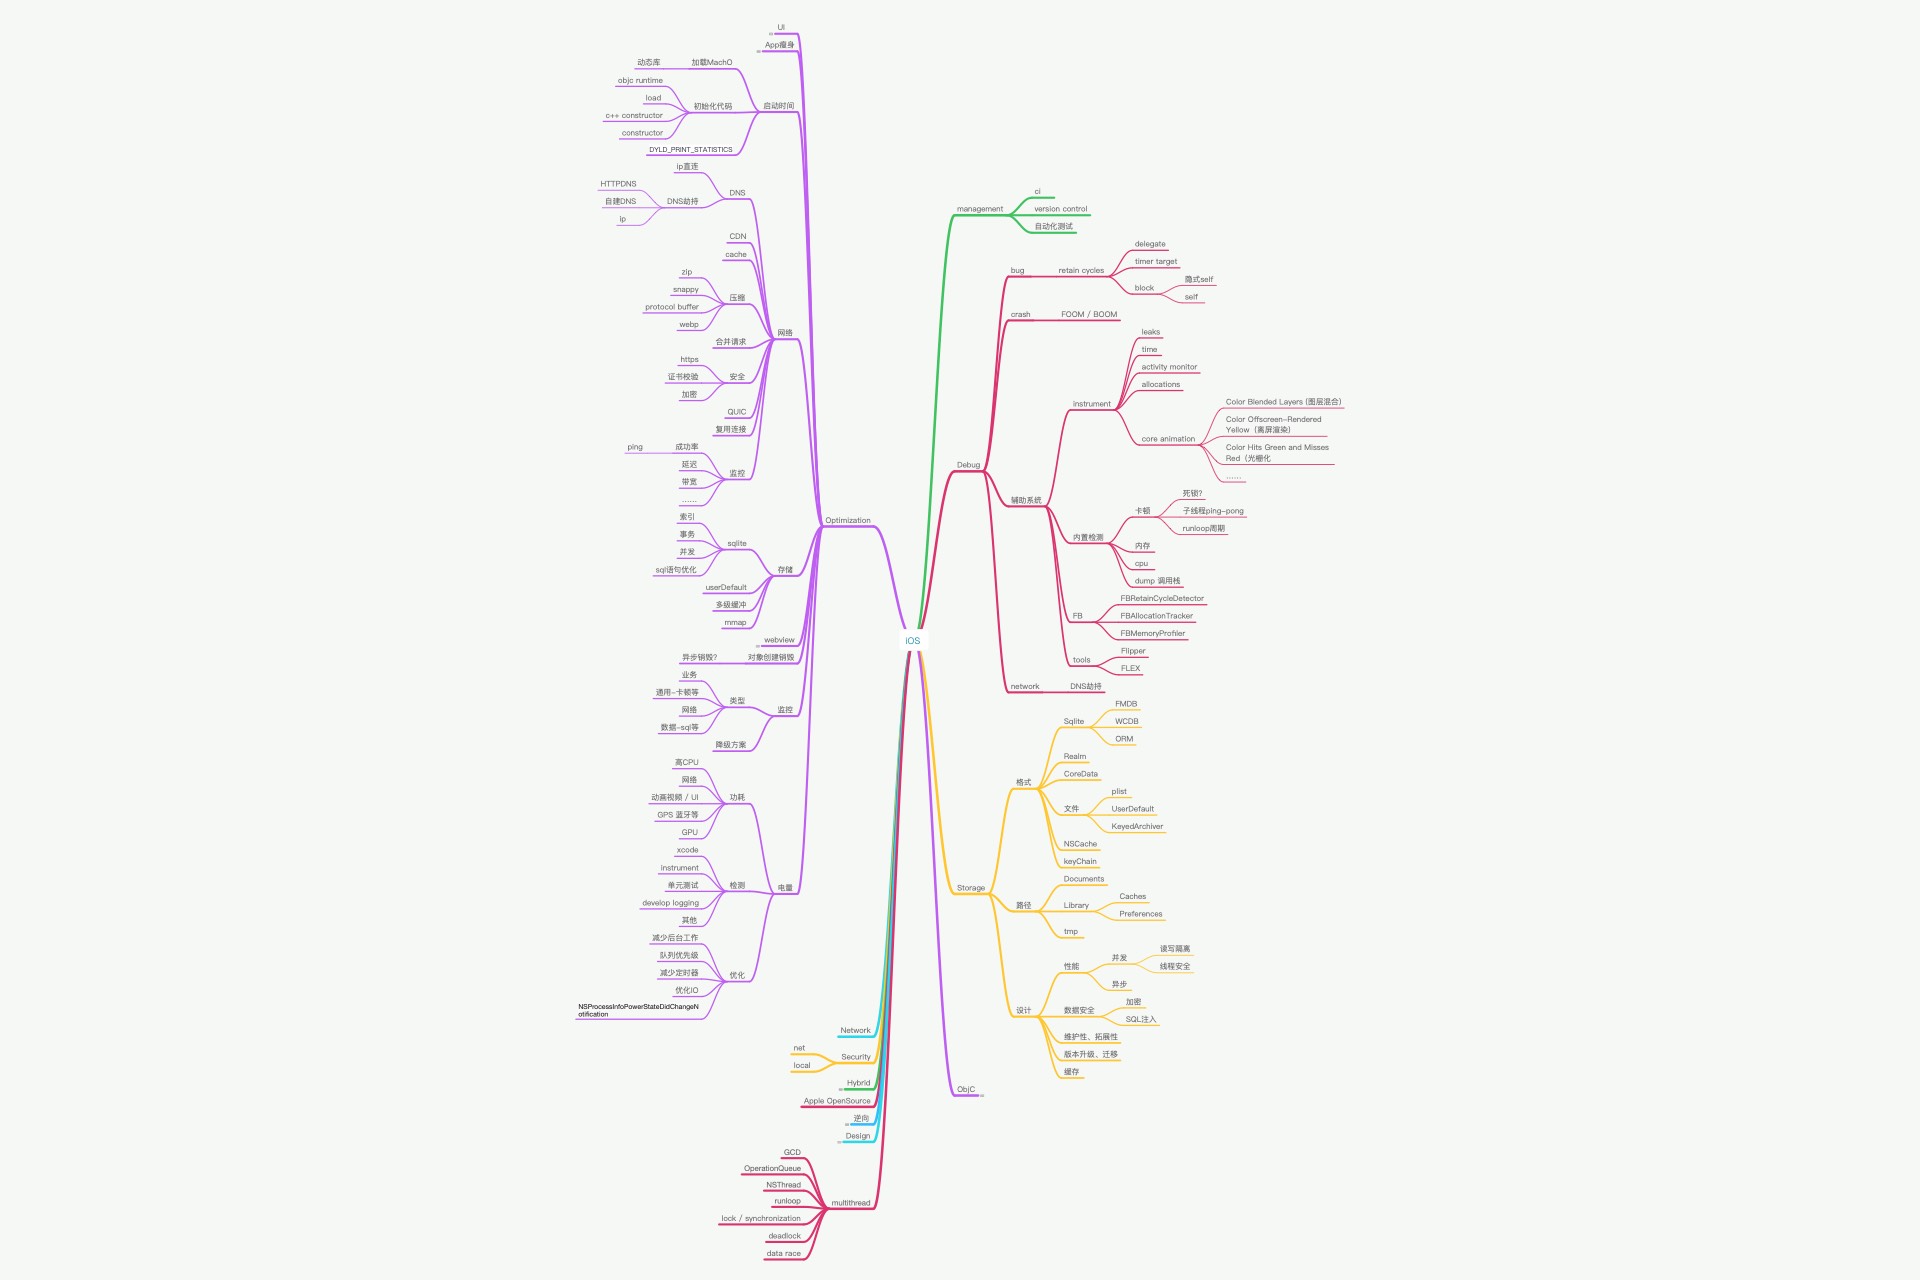 iOS
management
ci
version control
自动化测试
Debug
bug
retain cycles
delegate
timer target
block
隐式self
self
crash
FOOM / BOOM
辅助系统
instrument
leaks
time
activity monitor
allocations
core animation
Color Blended Layers (图层混合)
Color Offscreen-Rendered
Yellow（离屏渲染)
Color Hits Green and Misses
Red（光栅化
……
内置检测
卡顿
死锁?
子线程ping-pong
runloop周期
内存
cpu
dump 调用栈
FB
FBRetainCycleDetector
FBAllocationTracker
FBMemoryProfiler
tools
Flipper
FLEX
network
DNS劫持
Storage
格式
Sqlite
FMDB
WCDB
ORM
Realm
CoreData
文件
plist
UserDefault
KeyedArchiver
NSCache
keyChain
路径
Documents
Library
Caches
Preferences
tmp
设计
性能
并发
读写隔离
线程安全
异步
数据安全
加密
SQL注入
维护性、拓展性
版本升级、迁移
缓存
ObjC
Optimization
UI
App瘦身
启动时间
加载MachO
动态库
初始化代码
objc runtime
load
c++ constructor
constructor
DYLD_PRINT_STATISTICS
网络
DNS
ip直连
DNS劫持
HTTPDNS
自建DNS
ip
CDN
cache
压缩
zip
snappy
protocol buffer
webp
合并请求
安全
https
证书校验
加密
QUIC
复用连接
监控
成功率
ping
延迟
带宽
……
存储
sqlite
索引
事务
并发
sql语句优化
userDefault
多级缓冲
mmap
webview
对象创建销毁
异步销毁?
监控
类型
业务
通用-卡顿等
网络
数据-sql等
降级方案
电量
功耗
高CPU
网络
动画视频 / UI
GPS 蓝牙等
GPU
检测
xcode
instrument
单元测试
develop logging
其他
优化
减少后台工作
队列优先级
减少定时器
优化IO
NSProcessInfoPowerStateDidChangeN
otification
Network
Security
net
local
Hybrid
Apple OpenSource
逆向
Design
multithread
GCD
OperationQueue
NSThread
runloop
lock / synchronization
deadlock
data race